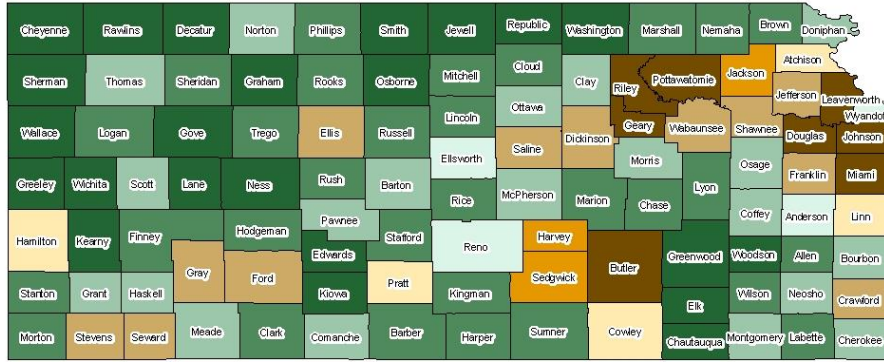 Cheyenne Rawlins Decatur Norton Phillips Smith Jewell Republic Washington Marshall Nemaha Brown Doniphan
Sherman Thomas Sheridan Graham Rooks Osborne Mitchell Cloud Clay Riley Pottawatomie Jackson Atchison
Jefferson Leavenworth
Wallace Logan Gove Trego Ellis Russell Lincoln Ottawa Saline Dickinson Geary Wabaunsee Shawnee Douglas Johnson Wyandot
Greeley Wichita Scott Lane Ness Rush Barton Ellsworth McPherson Marion Morris Chase Lyon Osage Franklin Miami
Hamilton Kearny Finney Hodgeman Pawnee Stafford Rice Reno Harvey Butler Greenwood Coffey Anderson Linn
Gray Ford Edwards Sedgwick Woodson Allen Bourbon
Stanton Grant Haskell Kiowa Pratt Kingman Elk Wilson Neosho Crawford
Morton Stevens Seward Meade Clark Comanche Barber Harper Sumner Cowley Chautauqua Montgomery Labette Cherokee